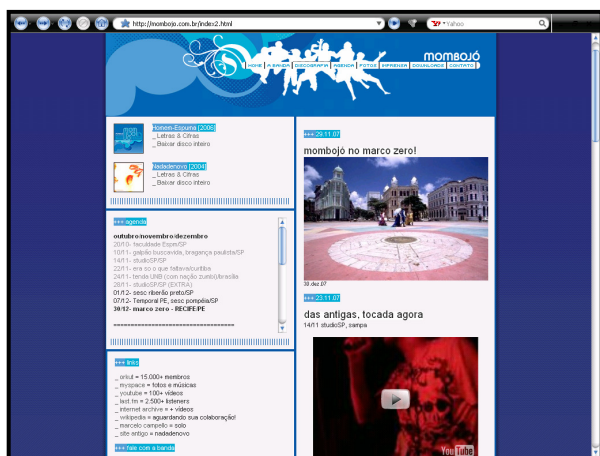 http://mombojo.com.br/index2.html
Yahoo
mombojó
HOME | A BANDA | DISCOGRAFIA | AGENDA | FOTOS | IMPRENSA | DOWNLOADS | CONTATO
Homem-Espuma [2006]
_ Letras & Cifras
_ Baixar disco inteiro
Nadadenovo [2004]
_ Letras & Cifras
_ Baixar disco inteiro
+++ agenda
outubro/novembro/dezembro
20/10- faculdade Espm/SP
10/11- galpão buscavida, bragança paulista/SP
14/11- studioSP/SP
22/11- era so o que faltava/curitiba
24/11- tenda UNB (com nação zumbi)/brasília
28/11- studioSP/SP (EXTRA)
01/12- sesc riberão preto/SP
07/12- Temporal PE, sesc pompéia/SP
30/12- marco zero - RECIFE/PE
+++ links
_ orkut = 15.000+ membros
_ myspace = fotos e músicas
_ youtube = 100+ vídeos
_ last.fm = 2.500+ listeners
_ internet archive = + vídeos
_ wikipedia = aguardando sua colaboração!
_ marcelo campello = solo
_ site antigo = nadadenovo
+++ fale com a banda
+++ 29.11.07
mombojó no marco zero!
30.dez.07
+++ 23.11.07
das antigas, tocada agora
14/11 studioSP, sampa
YouTube